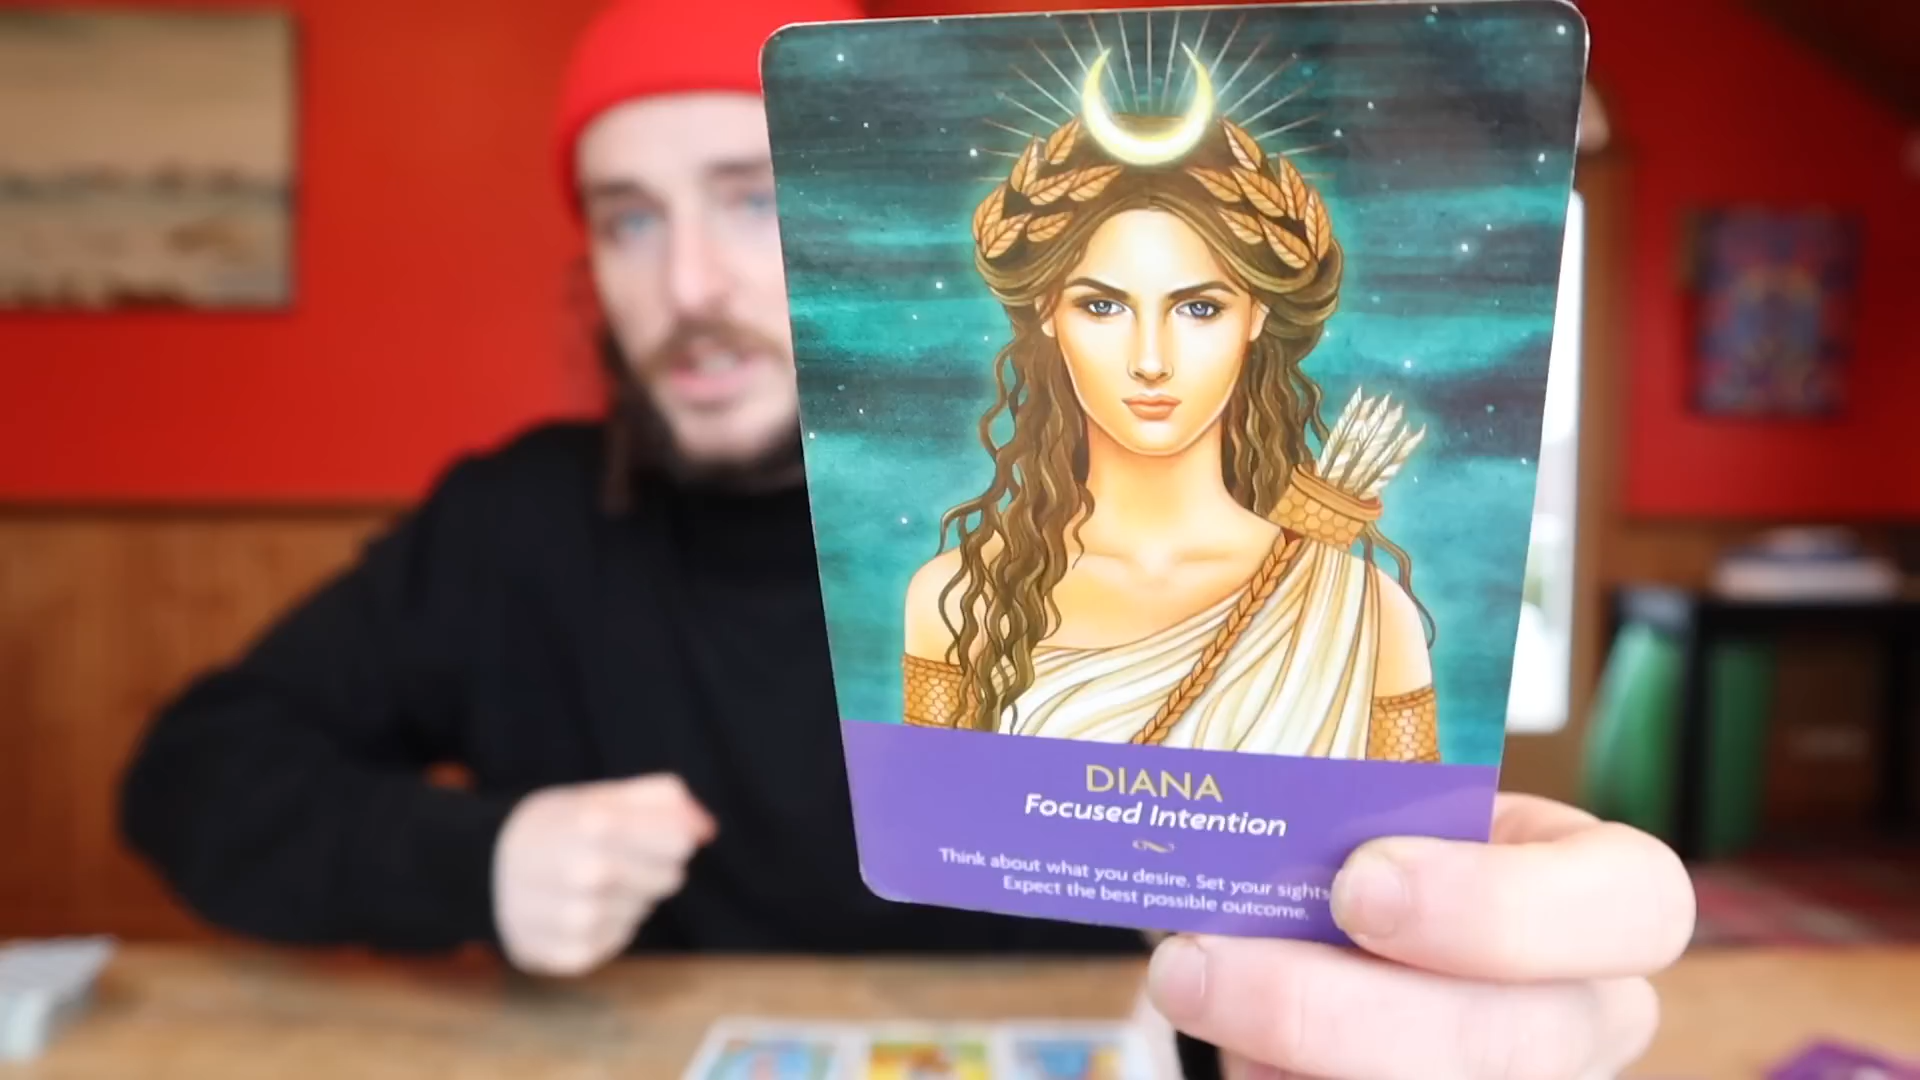 DIANA
Focused Intention
Think about what you desire. Set your sights
Expect the best possible outcome.